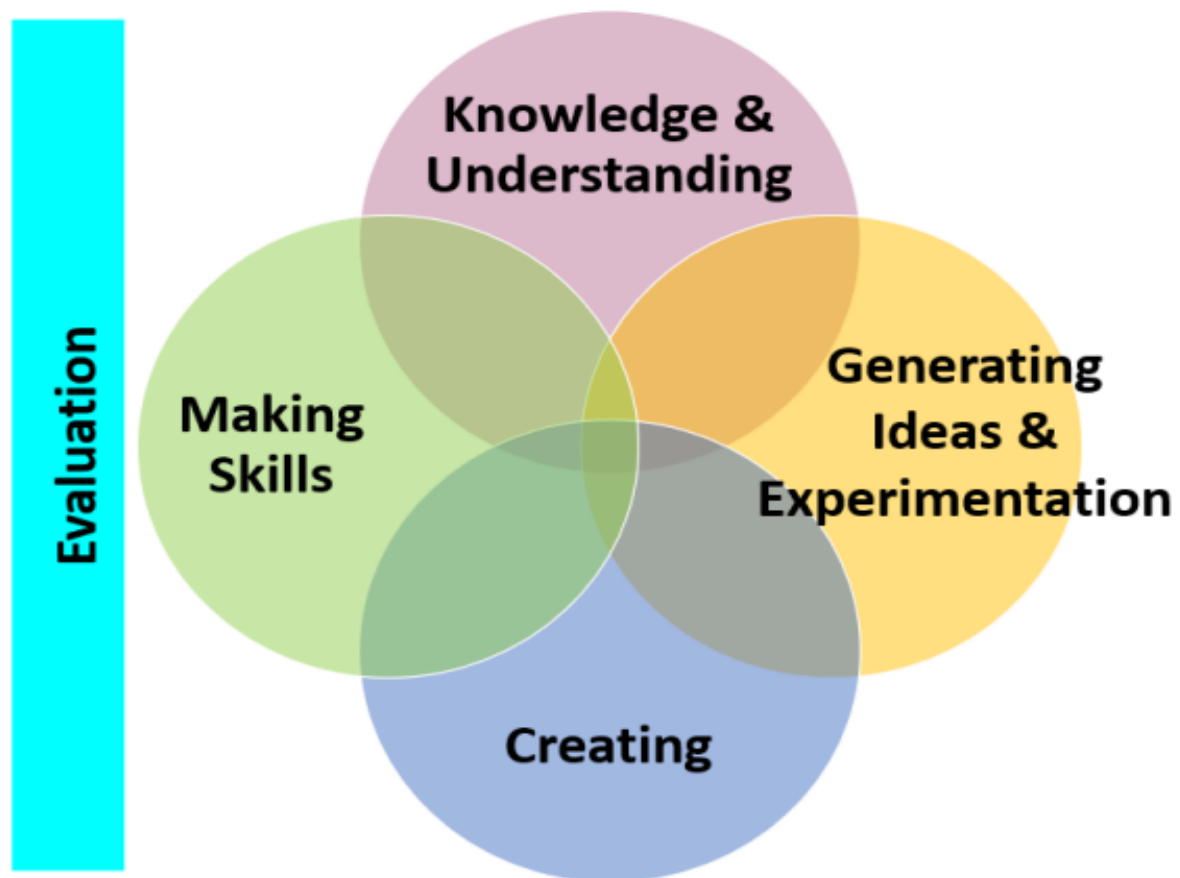 Knowledge &
Understanding
Evaluation
Making
Skills
Generating
Ideas &
Experimentation
Creating